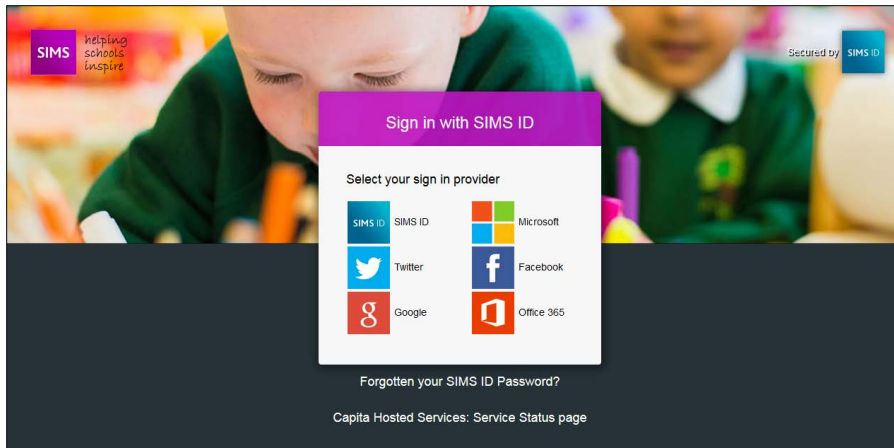 SIMS
helping
schools
inspire
Secured by SIMS ID
Sign in with SIMS ID
Select your sign in provider
SIMS ID SIMS ID
Microsoft
Twitter
f Facebook
g Google
Office 365
Forgotten your SIMS ID Password?
Capita Hosted Services: Service Status page